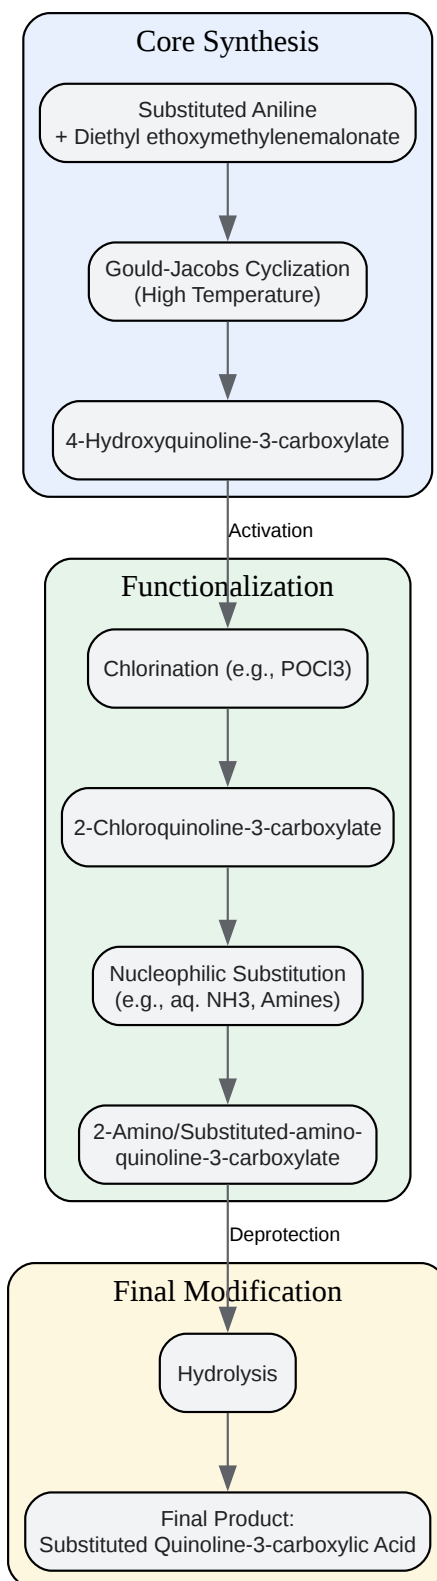 Core Synthesis
Substituted Aniline
+ Diethyl ethoxymethylenemalonate
Gould-Jacobs Cyclization
(High Temperature)
4-Hydroxyquinoline-3-carboxylate
Activation
Functionalization
Chlorination (e.g., POCl3)
2-Chloroquinoline-3-carboxylate
Nucleophilic Substitution
(e.g., aq. NH3, Amines)
2-Amino/Substituted-amino-
quinoline-3-carboxylate
Deprotection
Final Modification
Hydrolysis
Final Product:
Substituted Quinoline-3-carboxylic Acid